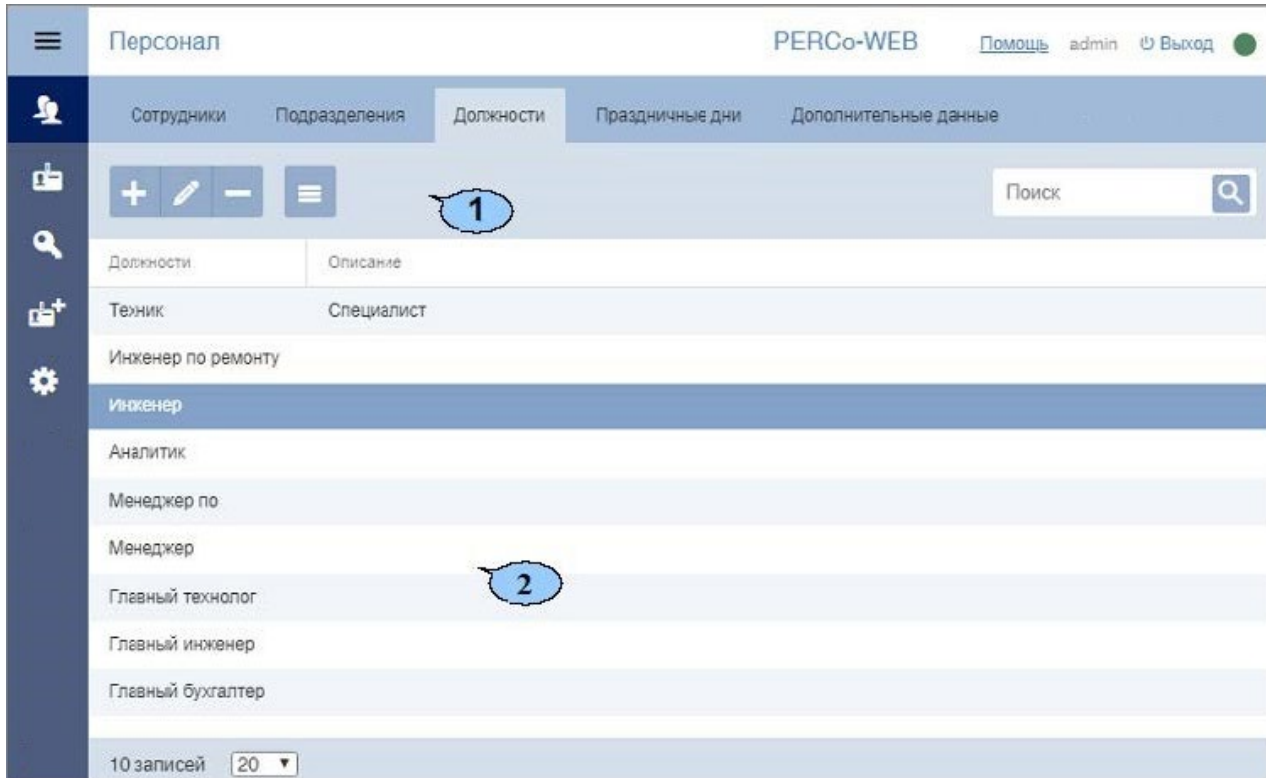 Персонал PERCo-WEB Помощь admin Выход
Сотрудники Подразделения Должности Праздничные дни Дополнительные данные
1 Поиск
Должности Описание
Техник Специалист
Инженер по ремонту
Инженер
Аналитик
Менеджер по
Менеджер
2
Главный технолог
Главный инженер
Главный бухгалтер
10 записей 20